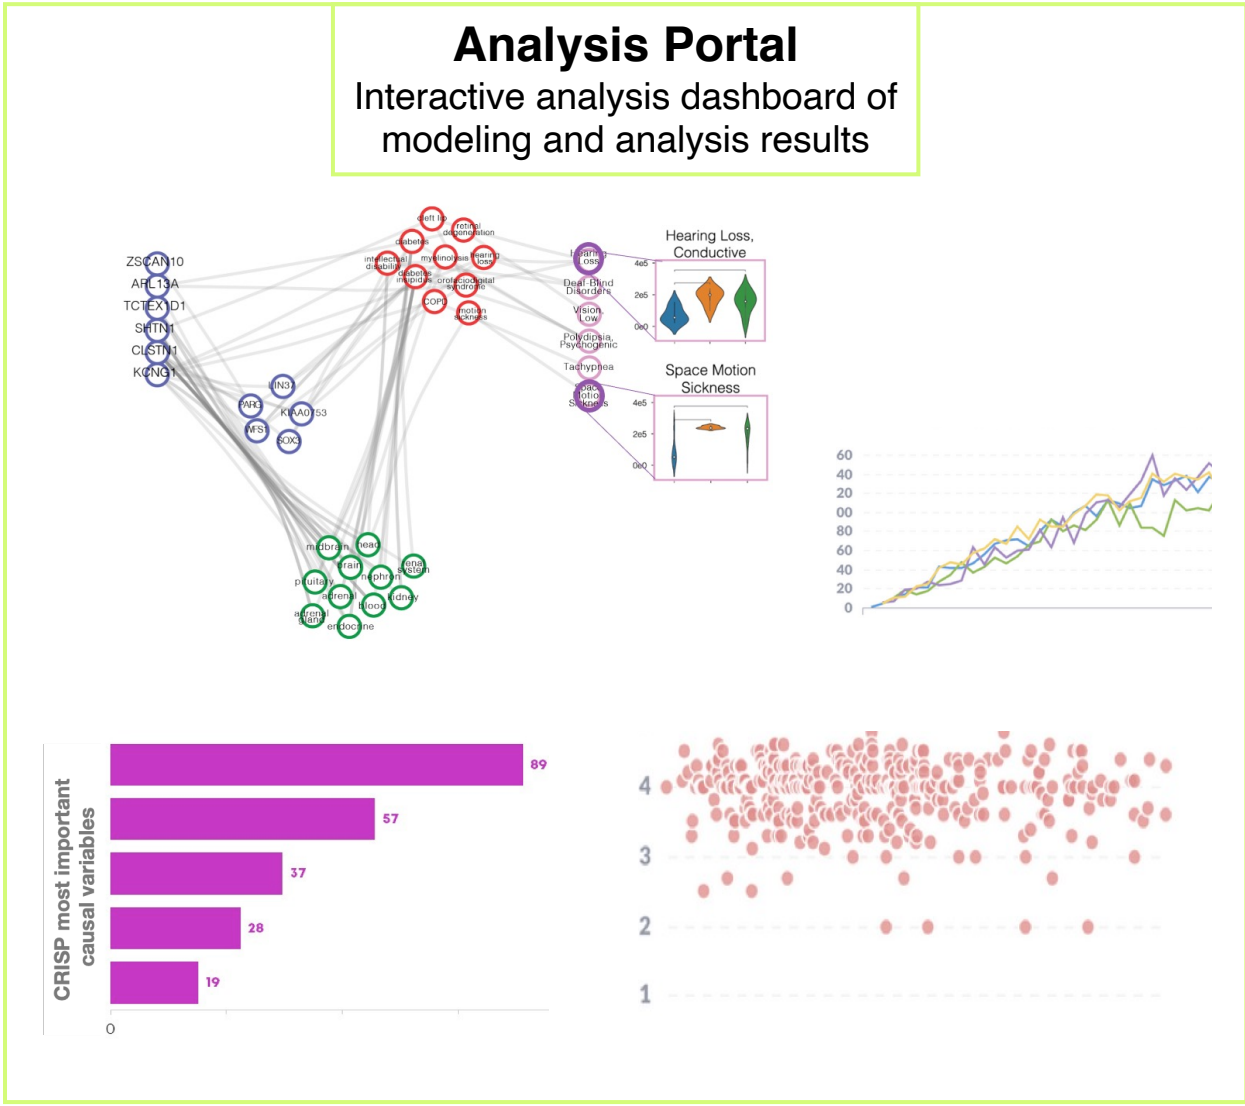 Analysis Portal
Interactive analysis dashboard of
modeling and analysis results
ZSCAN10
ARL13A
TCTEX1D1
SHTN1
CLSTN1
KCNG1
LIN37
PARG
KIAA0753
WFS1
SOX3
cleft lip
retinal
degeneration
diabetes
intellectual
disability
myelinolysis
hearing
loss
diabetes
insipidus
orofaciodigital
syndrome
COPD
motion
sickness
Hearing
Loss
Deaf-Blind
Disorders
Vision,
Low
Polydipsia,
Psychogenic
Tachypnea
Space
Motion
Sickness
Hearing Loss,
Conductive
4e5
2e5
0e0
Space Motion
Sickness
4e5
2e5
0e0
midbrain
head
brain
renal
system
pituitary
nephron
adrenal
kidney
blood
adrenal
gland
endocrine
60
40
20
00
80
60
40
20
0
CRISP most important
causal variables
89
57
37
28
19
0
4
3
2
1